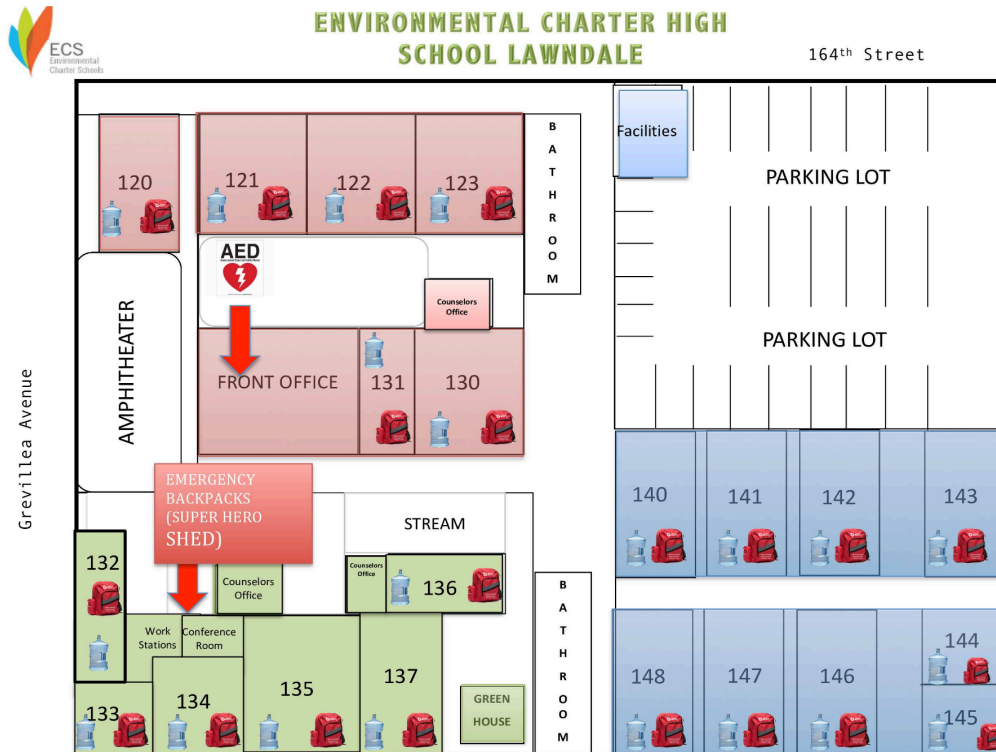 ECS
Environmental
Charter Schools
ENVIRONMENTAL CHARTER HIGH
SCHOOL LAWNDALE
164th Street
Facilities
PARKING LOT
PARKING LOT
120
121
122
123
BATHROOM
AED
Counselors
Office
AMPHITHEATER
Grevillea Avenue
FRONT OFFICE
131
130
EMERGENCY
BACKPACKS
(SUPER HERO
SHED)
STREAM
140
141
142
143
132
Counselors
Office
Counselors
Office
136
BATHROOM
Work
Stations
Conference
Room
133
134
135
137
GREEN
HOUSE
148
147
146
144
145